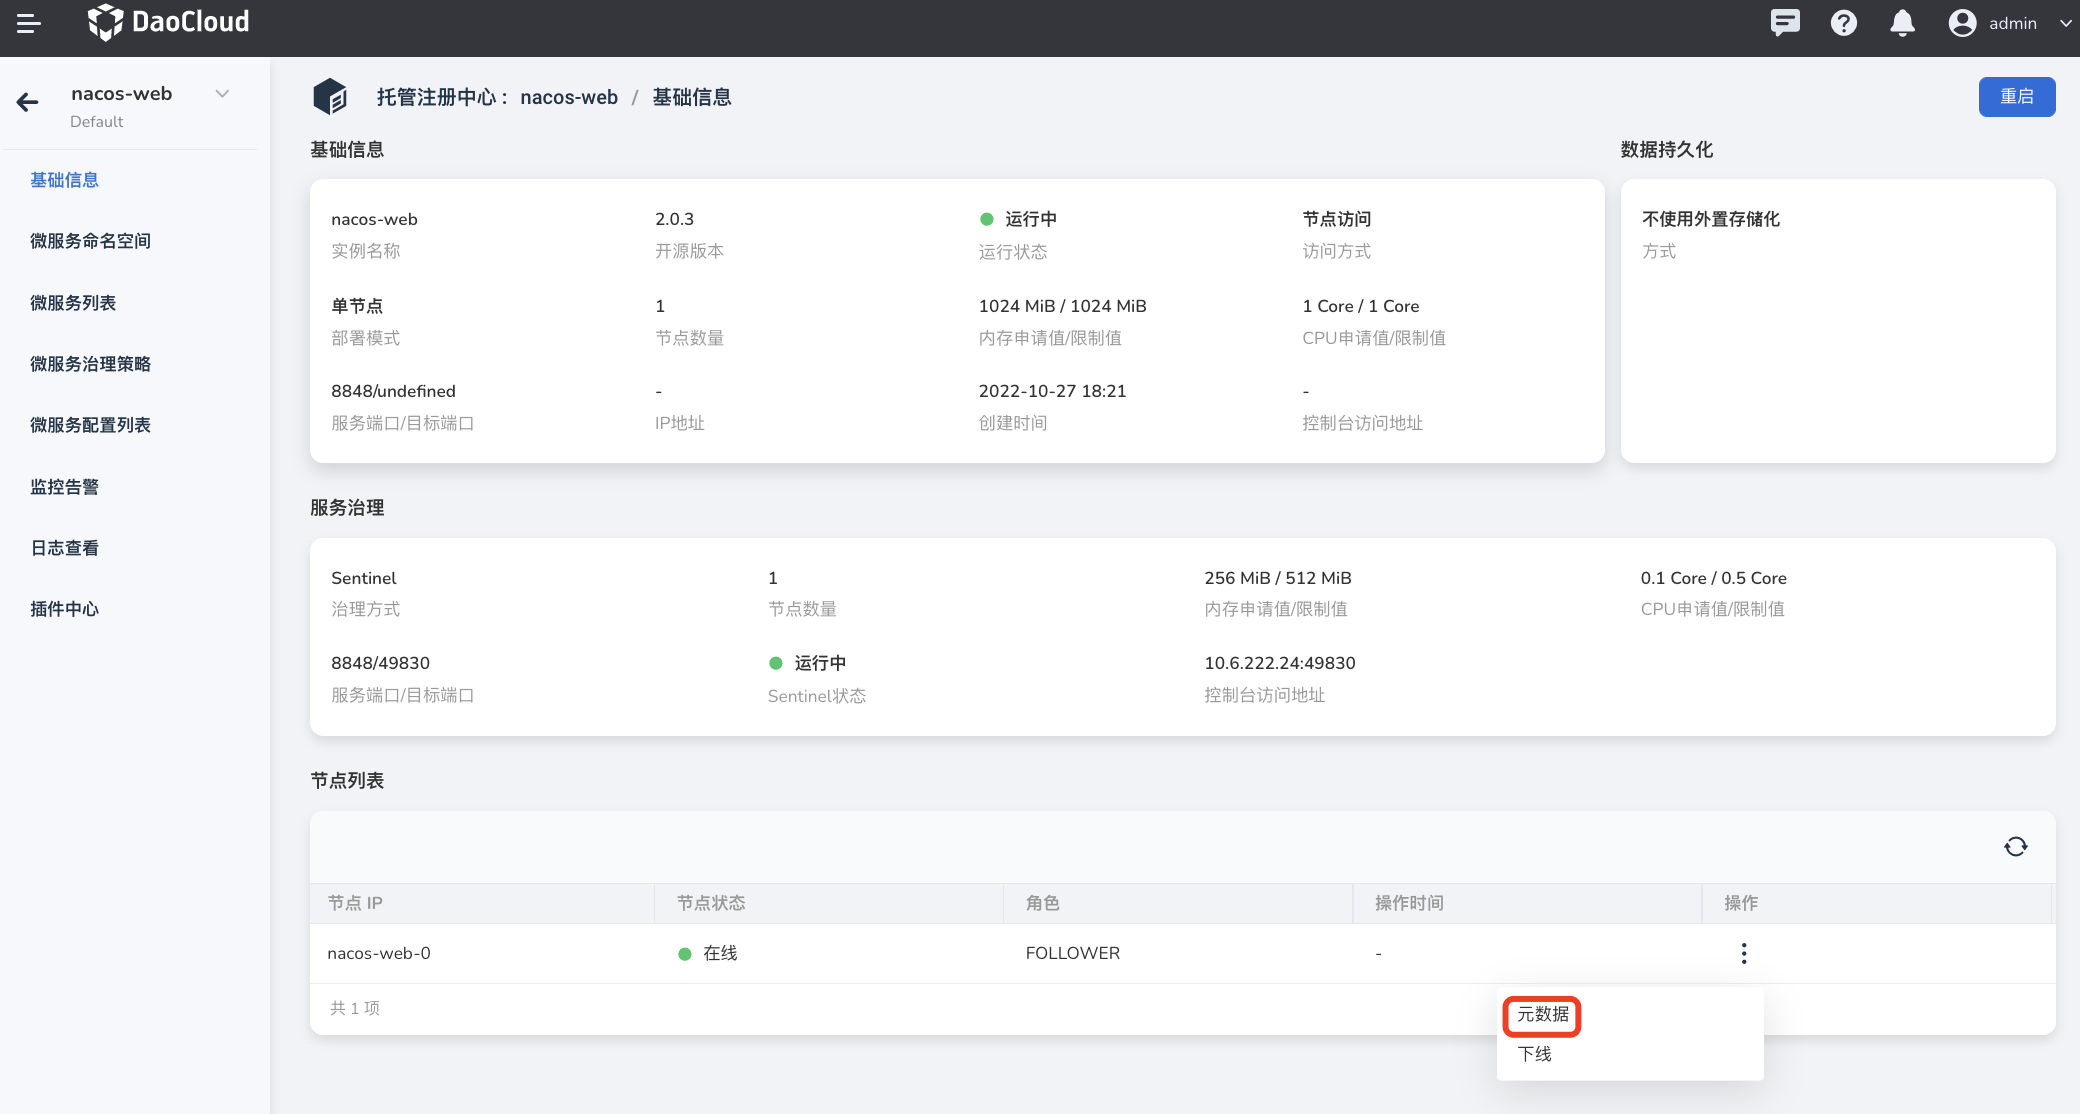 DaoCloud
admin
nacos-web
Default
基础信息
微服务命名空间
微服务列表
微服务治理策略
微服务配置列表
监控告警
日志查看
插件中心
托管注册中心： nacos-web / 基础信息
重启
基础信息
数据持久化
nacos-web
实例名称
2.0.3
开源版本
运行中
运行状态
节点访问
访问方式
单节点
部署模式
1
节点数量
1024 MiB / 1024 MiB
内存申请值/限制值
1 Core / 1 Core
CPU申请值/限制值
8848/undefined
服务端口/目标端口
-
IP地址
2022-10-27 18:21
创建时间
-
控制台访问地址
不使用外置存储化
方式
服务治理
Sentinel
治理方式
1
节点数量
256 MiB / 512 MiB
内存申请值/限制值
0.1 Core / 0.5 Core
CPU申请值/限制值
8848/49830
服务端口/目标端口
运行中
Sentinel状态
10.6.222.24:49830
控制台访问地址
节点列表
节点 IP 节点状态 角色 操作时间 操作
nacos-web-0 在线 FOLLOWER -
共 1 项
元数据
下线